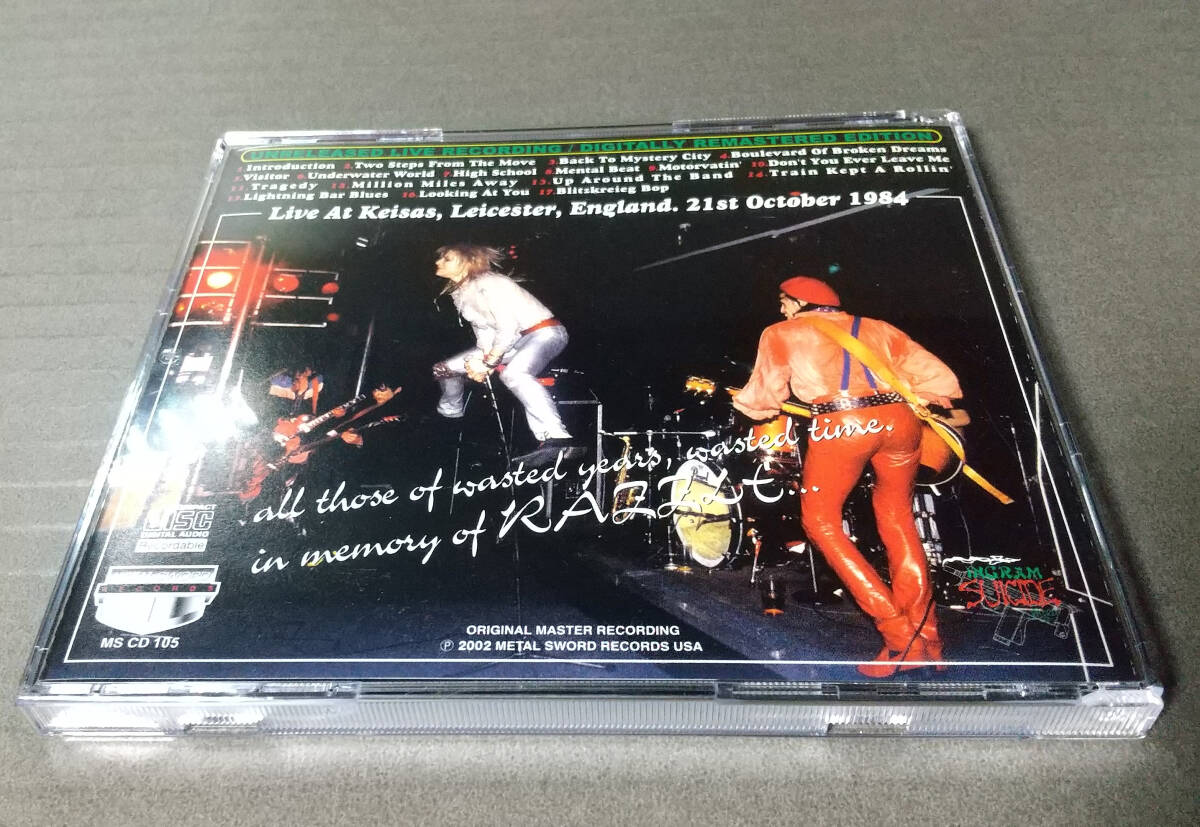 UNRELEASED LIVE RECORDING / DIGITALLY REMASTERED EDITION
1. Introduction 2. Two Steps From The Move 3. Back To Mystery City 4. Boulevard Of Broken Dreams
5. Visitor 6. Underwater World 7. High School 8. Mental Beat 9. Motorvatin' 10. Don't You Ever Leave Me
11. Tragedy 12. Million Miles Away 13. Up Around The Band 14. Train Kept A Rollin'
15. Lightning Bar Blues 16. Looking At You 17. Blitzkrieg Bop
Live At Keisas, Leicester, England. 21st October 1984
all those of wasted years, wasted time.
in memory of RAZZLE...
COMPACT
DISC
DIGITAL AUDIO
Recordable
RECORDS
MS CD 105
INGRAM
SUICIDE
ORIGINAL MASTER RECORDING
Ⓟ 2002 METAL SWORD RECORDS USA